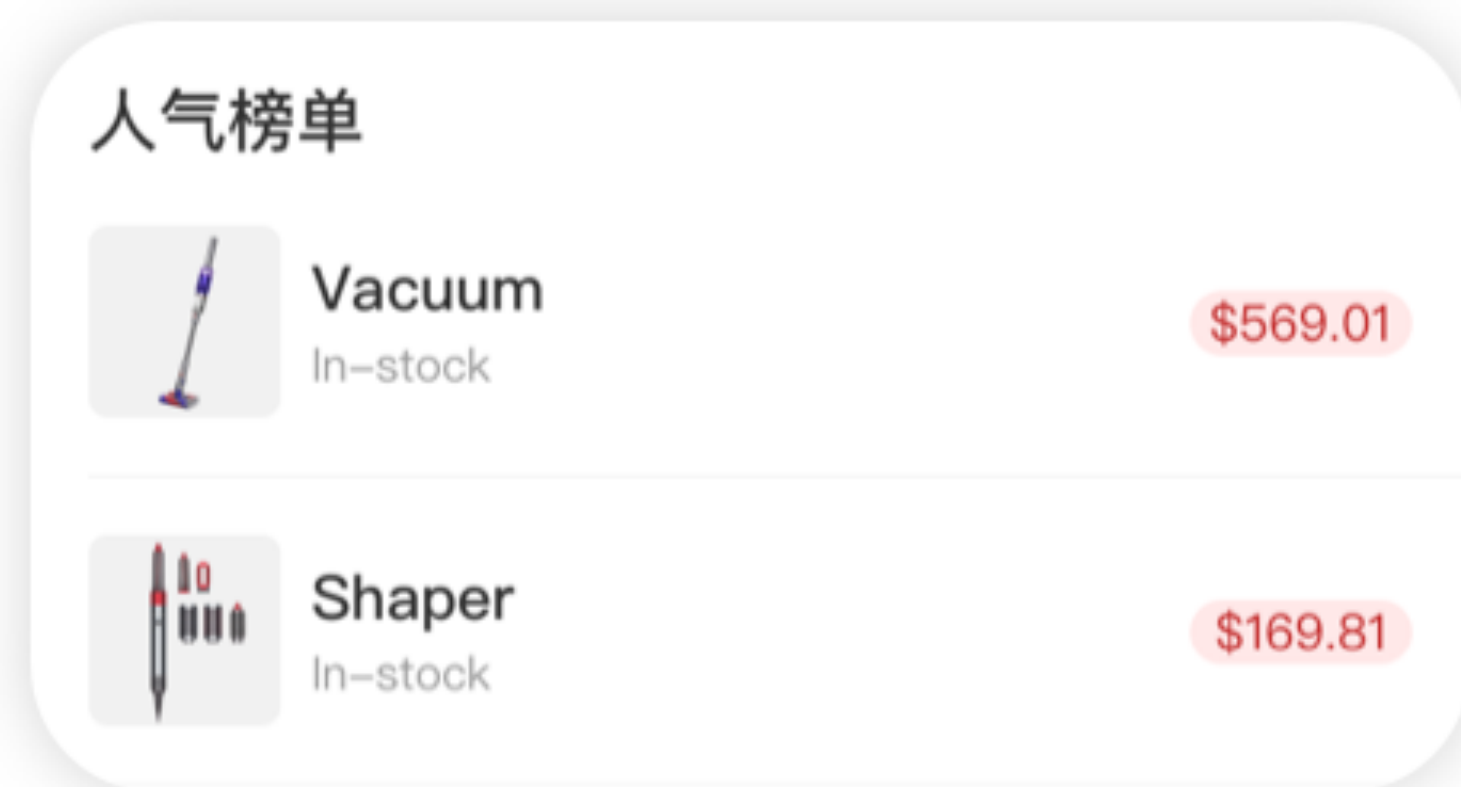 人气榜单
Vacuum
In-stock
$569.01
Shaper
In-stock
$169.81